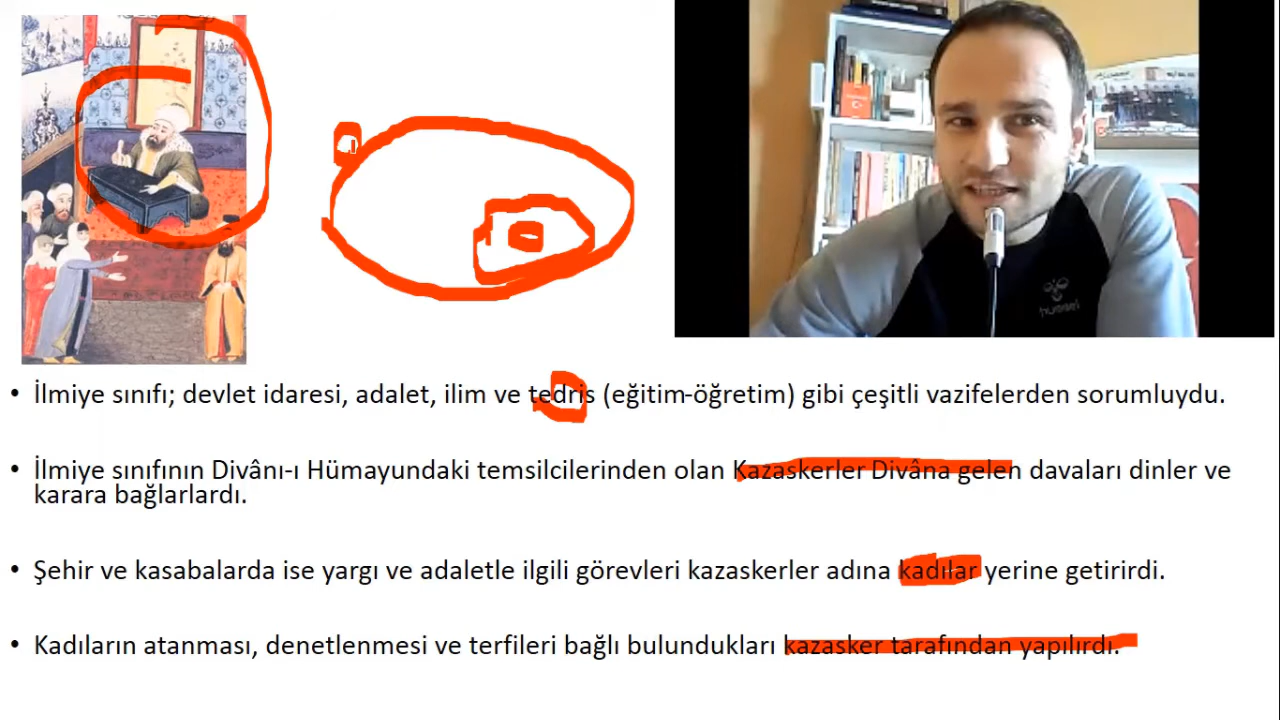 hummel
• İlmiye sınıfı; devlet idaresi, adalet, ilim ve tedris (eğitim-öğretim) gibi çeşitli vazifelerden sorumluydu.
• İlmiye sınıfının Divânı-ı Hümayundaki temsilcilerinden olan Kazaskerler Divâna gelen davaları dinler ve
karara bağlarlardı.
• Şehir ve kasabalarda ise yargı ve adaletle ilgili görevleri kazaskerler adına kadılar yerine getirirdi.
• Kadıların atanması, denetlenmesi ve terfileri bağlı bulundukları kazasker tarafından yapılırdı.